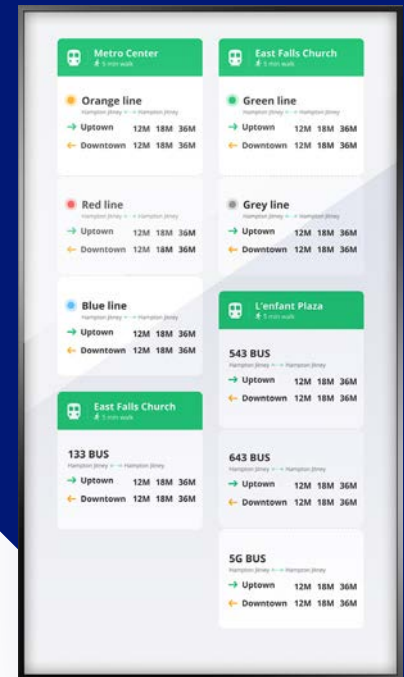 Metro Center
5 min walk
Orange line
Hampton Jitney ←→ Hampton Jitney
→ Uptown 12M 18M 36M
← Downtown 12M 18M 36M
Red line
Hampton Jitney ←→ Hampton Jitney
→ Uptown 12M 18M 36M
← Downtown 12M 18M 36M
Blue line
Hampton Jitney ←→ Hampton Jitney
→ Uptown 12M 18M 36M
← Downtown 12M 18M 36M
East Falls Church
5 min walk
133 BUS
Hampton Jitney ←→ Hampton Jitney
→ Uptown 12M 18M 36M
← Downtown 12M 18M 36M
East Falls Church
5 min walk
Green line
Hampton Jitney ←→ Hampton Jitney
→ Uptown 12M 18M 36M
← Downtown 12M 18M 36M
Grey line
Hampton Jitney ←→ Hampton Jitney
→ Uptown 12M 18M 36M
← Downtown 12M 18M 36M
L'enfant Plaza
5 min walk
543 BUS
Hampton Jitney ←→ Hampton Jitney
→ Uptown 12M 18M 36M
← Downtown 12M 18M 36M
643 BUS
Hampton Jitney ←→ Hampton Jitney
→ Uptown 12M 18M 36M
← Downtown 12M 18M 36M
5G BUS
Hampton Jitney ←→ Hampton Jitney
→ Uptown 12M 18M 36M
← Downtown 12M 18M 36M